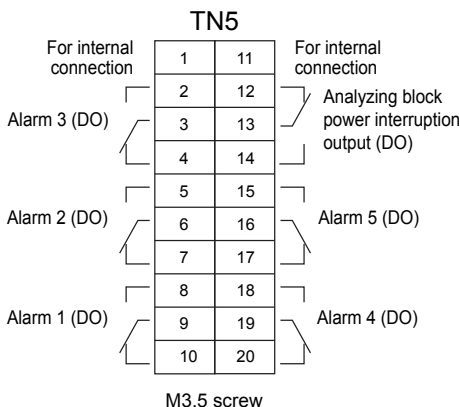 TN5
For internal
connection
1 11
For internal
connection
2 12
Analyzing block
power interruption
output (DO)
Alarm 3 (DO)
3 13
4 14
5 15
Alarm 2 (DO)
6 16
Alarm 5 (DO)
7 17
8 18
Alarm 1 (DO)
9 19
Alarm 4 (DO)
10 20
M3.5 screw